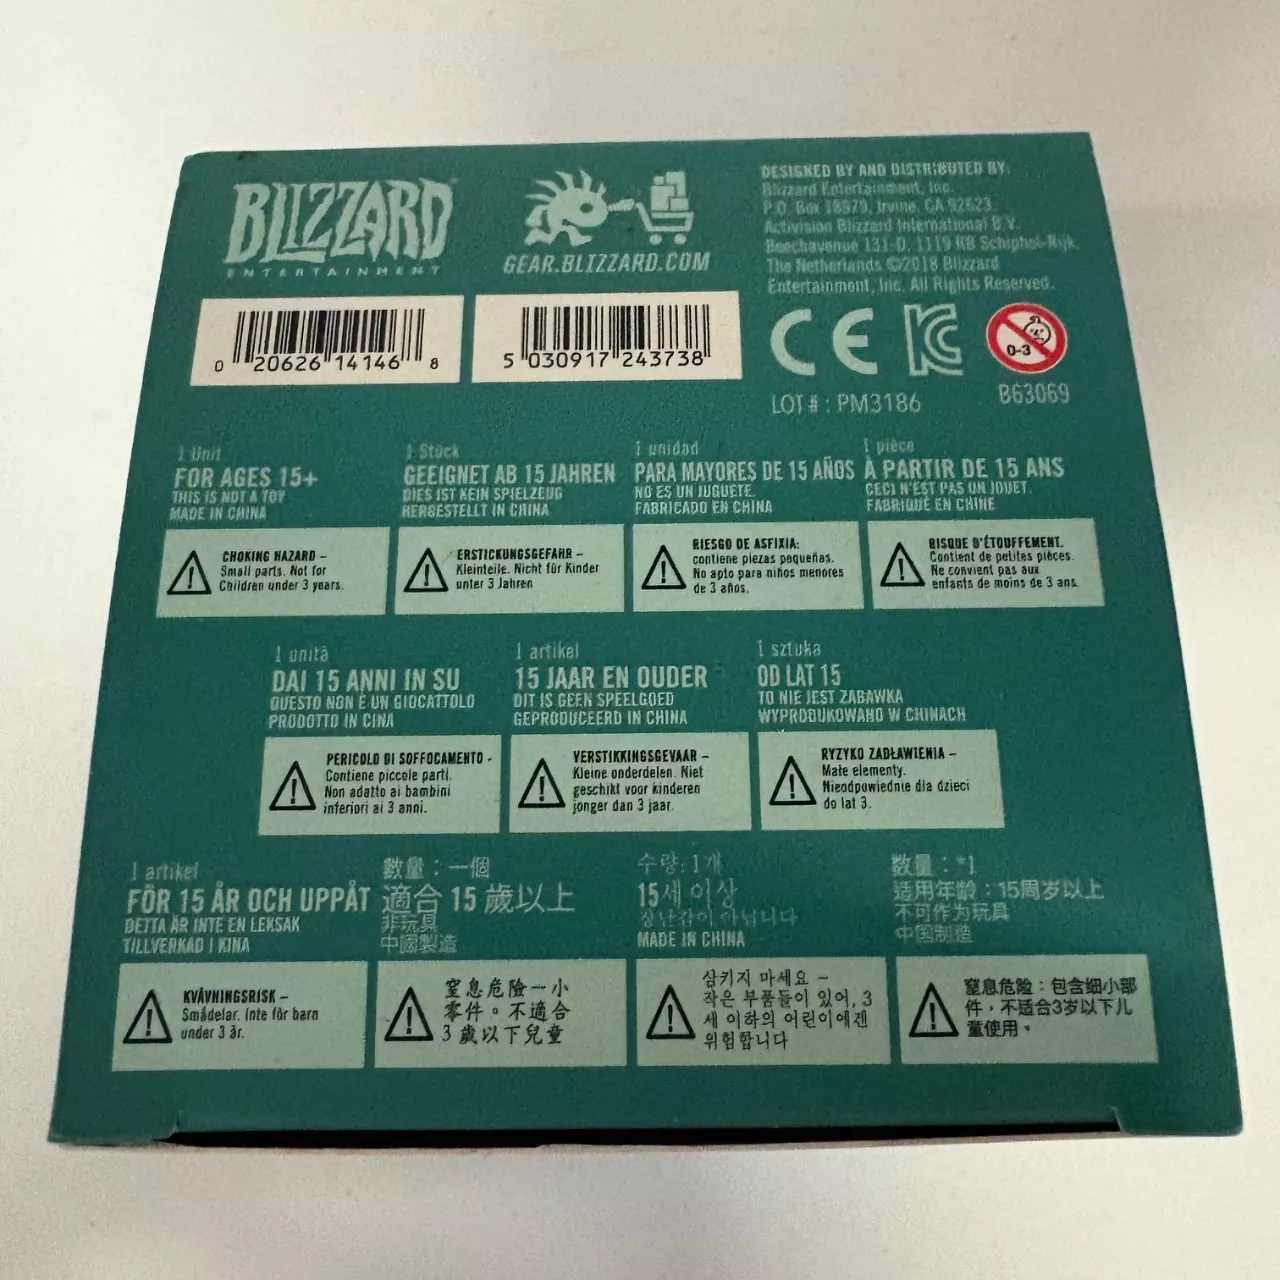 BLIZZARD
ENTERTAINMENT
GEAR.BLIZZARD.COM
DESIGNED BY AND DISTRIBUTED BY:
Blizzard Entertainment, Inc.
P.O. Box 18979, Irvine, CA 92623.
Activision Blizzard International B.V.
Beechavenue 131-D, 1119 RB Schiphol-Rijk,
The Netherlands ©2018 Blizzard
Entertainment, Inc. All Rights Reserved.
0 20626 14146 8
5 030917 243738
CE
KC
0-3
LOT # : PM3186
B63069
1 Unit
FOR AGES 15+
THIS IS NOT A TOY
MADE IN CHINA
CHOKING HAZARD –
Small parts. Not for
Children under 3 years.
1 Stück
GEEIGNET AB 15 JAHREN
DIES IST KEIN SPIELZEUG
HERGESTELLT IN CHINA
ERSTICKUNGSGEFAHR –
Kleinteile. Nicht für Kinder
unter 3 Jahren
1 unidad
PARA MAYORES DE 15 AÑOS
NO ES UN JUGUETE.
FABRICADO EN CHINA
RIESGO DE ASFIXIA:
contiene piezas pequeñas.
No apto para niños menores
de 3 años.
1 pièce
À PARTIR DE 15 ANS
CECI N'EST PAS UN JOUET.
FABRIQUÉ EN CHINE
RISQUE D'ÉTOUFFEMENT.
Contient de petites pièces.
Ne convient pas aux
enfants de moins de 3 ans.
1 unità
DAI 15 ANNI IN SU
QUESTO NON È UN GIOCATTOLO
PRODOTTO IN CINA
PERICOLO DI SOFFOCAMENTO -
Contiene piccole parti.
Non adatto ai bambini
inferiori ai 3 anni.
1 artikel
15 JAAR EN OUDER
DIT IS GEEN SPEELGOED
GEPRODUCEERD IN CHINA
VERSTIKKINGSGEVAAR –
Kleine onderdelen. Niet
geschikt voor kinderen
jonger dan 3 jaar.
1 sztuka
OD LAT 15
TO NIE JEST ZABAWKA
WYPRODUKOWANO W CHINACH
RYZYKO ZADŁAWIENIA –
Małe elementy.
Nieodpowiednie dla dzieci
do lat 3.
1 artikel
FÖR 15 ÅR OCH UPPÅT
DETTA ÄR INTE EN LEKSAK
TILLVERKAD I KINA
KVÄVNINGSRISK –
Smådelar. Inte för barn
under 3 år.
數量：一個
適合 15 歲以上
非玩具
中國製造
窒息危險一小
零件。不適合
3 歲以下兒童
수량: 1개
15세 이상
장난감이 아닙니다
MADE IN CHINA
삼키지 마세요 –
작은 부품들이 있어, 3
세 이하의 어린이에겐
위험합니다
数量：*1
适用年龄：15周岁以上
不可作为玩具
中国制造
窒息危险：包含细小部
件，不适合3岁以下儿
童使用。